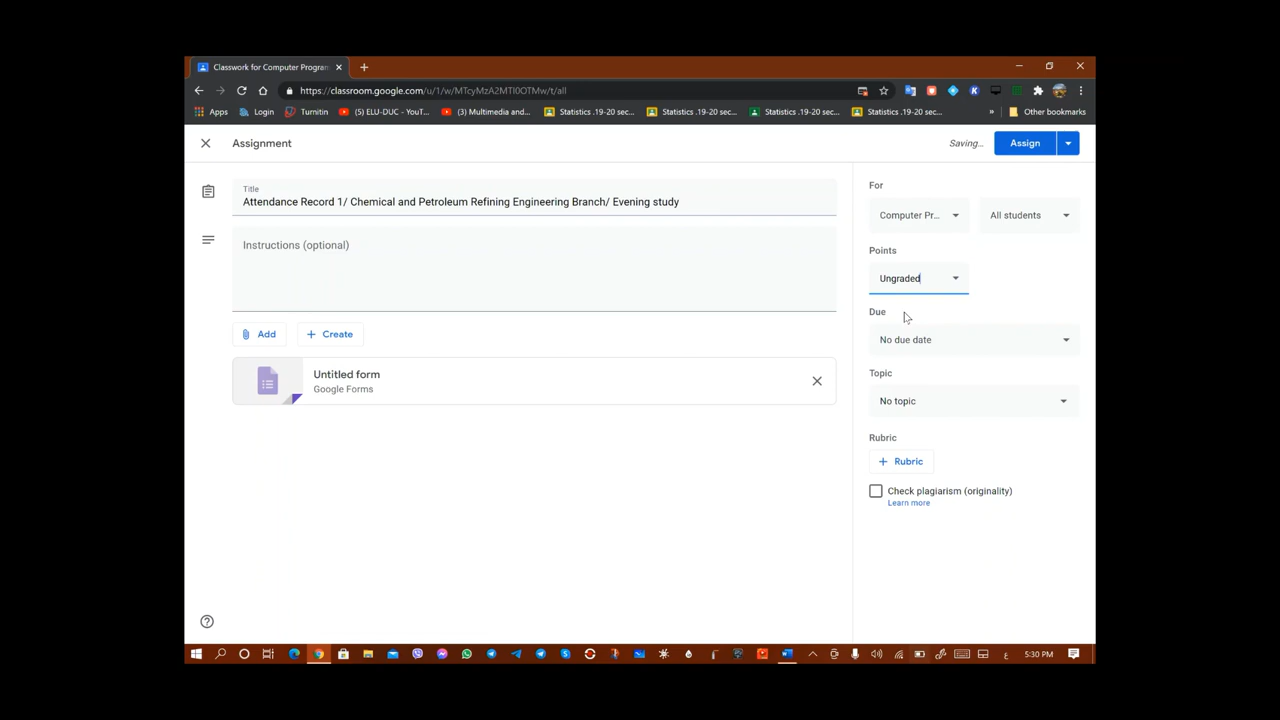 Classwork for Computer Program
https://classroom.google.com/u/1/w/MTcyMzA2MTI0OTMw/t/all
Apps
Login
Turnitin
(5) ELU-DUC - YouT...
(3) Multimedia and...
Statistics .19-20 sec...
Statistics .19-20 sec...
Statistics .19-20 sec...
Statistics .19-20 sec...
»
Other bookmarks
Assignment
Saving...
Assign
Title
Attendance Record 1/ Chemical and Petroleum Refining Engineering Branch/ Evening study
Instructions (optional)
Add
Create
Untitled form
Google Forms
For
Computer Pr...
All students
Points
Ungraded
Due
No due date
Topic
No topic
Rubric
+ Rubric
Check plagiarism (originality)
Learn more
ع
5:30 PM